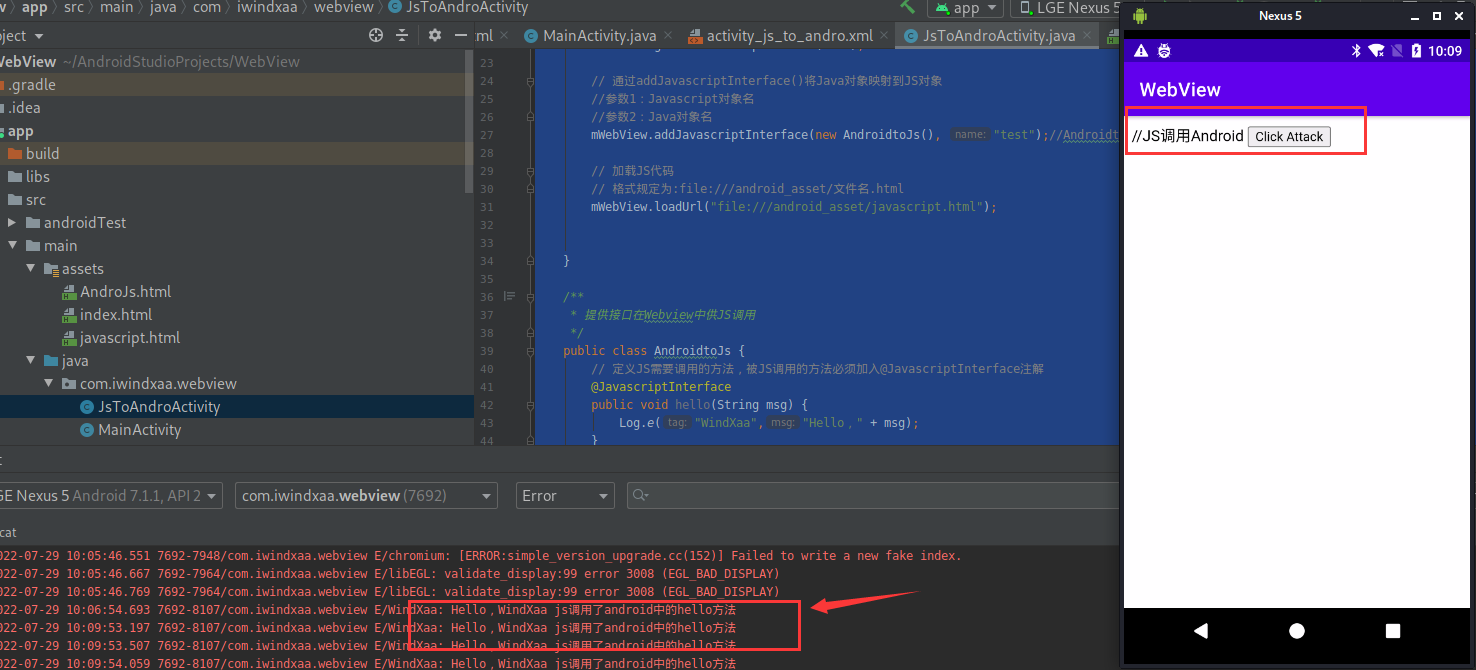 app src main java com iwindxaa webview JsToAndroActivity
app LGE Nexus 5
Nexus 5
ject
ml MainActivity.java activity_js_to_andro.xml JsToAndroActivity.java
10:09
WebView
//JS调用Android Click Attack
WebView ~/AndroidStudioProjects/WebView
.gradle
.idea
app
build
libs
src
androidTest
main
assets
AndroJs.html
index.html
javascript.html
java
com.iwindxaa.webview
JsToAndroActivity
MainActivity
23
24 // 通过addJavascriptInterface()将Java对象映射到JS对象
25 //参数1：Javascript对象名
26 //参数2：Java对象名
27 mWebView.addJavascriptInterface(new AndroidtoJs(), name: "test");//Androidt
28
29 // 加载JS代码
30 // 格式规定为:file:///android_asset/文件名.html
31 mWebView.loadUrl("file:///android_asset/javascript.html");
32
33
34 }
35
36 /**
37 * 提供接口在Webview中供JS调用
38 */
39 public class AndroidtoJs {
40 // 定义JS需要调用的方法，被JS调用的方法必须加入@JavascriptInterface注解
41 @JavascriptInterface
42 public void hello(String msg) {
43 Log.e( tag: "WindXaa", msg: "Hello，" + msg);
44 }
GE Nexus 5 Android 7.1.1, API 2 com.iwindxaa.webview (7692) Error
cat
022-07-29 10:05:46.551 7692-7948/com.iwindxaa.webview E/chromium: [ERROR:simple_version_upgrade.cc(152)] Failed to write a new fake index.
022-07-29 10:05:46.667 7692-7964/com.iwindxaa.webview E/libEGL: validate_display:99 error 3008 (EGL_BAD_DISPLAY)
022-07-29 10:05:46.769 7692-7964/com.iwindxaa.webview E/libEGL: validate_display:99 error 3008 (EGL_BAD_DISPLAY)
022-07-29 10:06:54.693 7692-8107/com.iwindxaa.webview E/WindXaa: Hello，WindXaa js调用了android中的hello方法
022-07-29 10:09:53.197 7692-8107/com.iwindxaa.webview E/WindXaa: Hello，WindXaa js调用了android中的hello方法
022-07-29 10:09:53.507 7692-8107/com.iwindxaa.webview E/WindXaa: Hello，WindXaa js调用了android中的hello方法
022-07-29 10:09:54.059 7692-8107/com.iwindxaa.webview E/WindXaa: Hello，WindXaa js调用了android中的hello方法